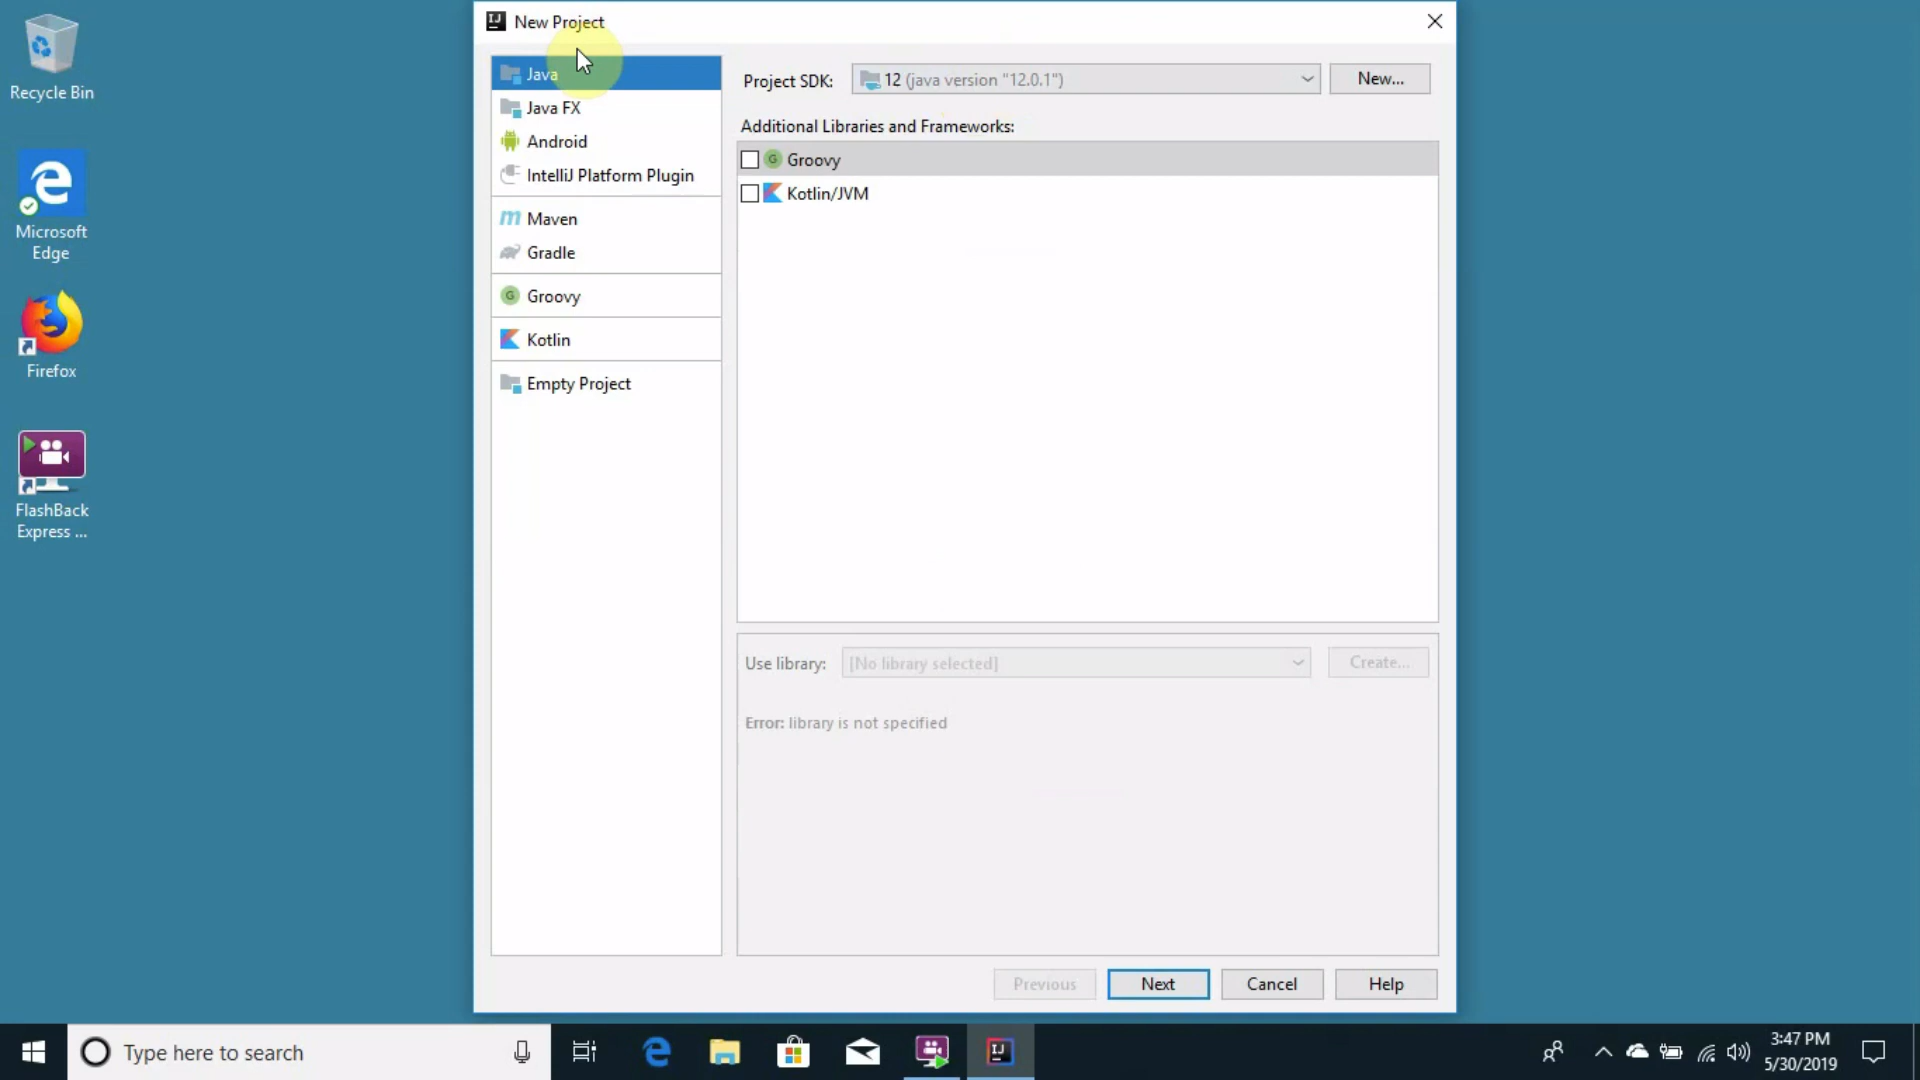 Recycle Bin
Microsoft
Edge
Firefox
FlashBack
Express ...
IJ New Project
Java
Java FX
Android
IntelliJ Platform Plugin
m Maven
Gradle
G Groovy
Kotlin
Empty Project
Project SDK: 12 (java version "12.0.1") New...
Additional Libraries and Frameworks:
G Groovy
Kotlin/JVM
Use library: [No library selected] Create...
Error: library is not specified
Previous Next Cancel Help
Type here to search
IJ
3:47 PM
5/30/2019